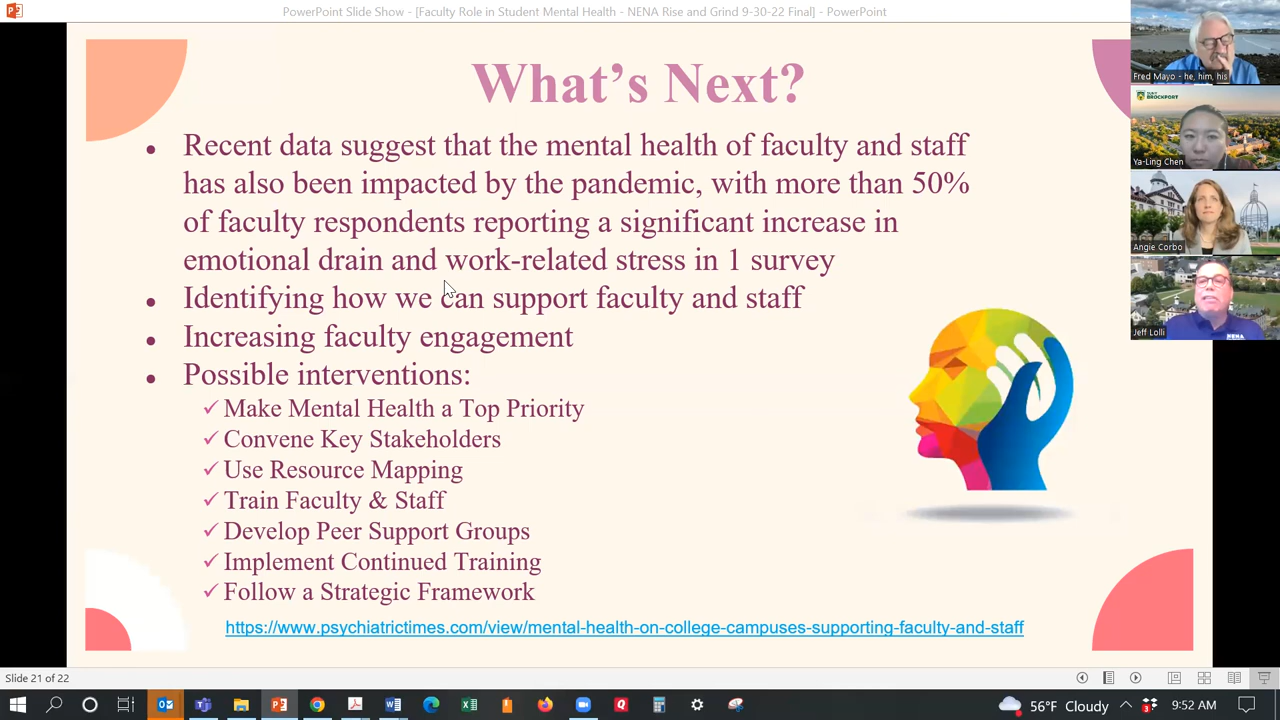 PowerPoint Slide Show - [Faculty Role in Student Mental Health - NENA Rise and Grind 9-30-22 Final] - PowerPoint
What's Next?
• Recent data suggest that the mental health of faculty and staff
has also been impacted by the pandemic, with more than 50%
of faculty respondents reporting a significant increase in
emotional drain and work-related stress in 1 survey
• Identifying how we can support faculty and staff
• Increasing faculty engagement
• Possible interventions:
✓ Make Mental Health a Top Priority
✓ Convene Key Stakeholders
✓ Use Resource Mapping
✓ Train Faculty & Staff
✓ Develop Peer Support Groups
✓ Implement Continued Training
✓ Follow a Strategic Framework
https://www.psychiatrictimes.com/view/mental-health-on-college-campuses-supporting-faculty-and-staff
Fred Mayo - he, him, his
BROCKPORT
Ya-Ling Chen
Angie Corbo
Jeff Lolli
NENA
Slide 21 of 22
56°F Cloudy
9:52 AM